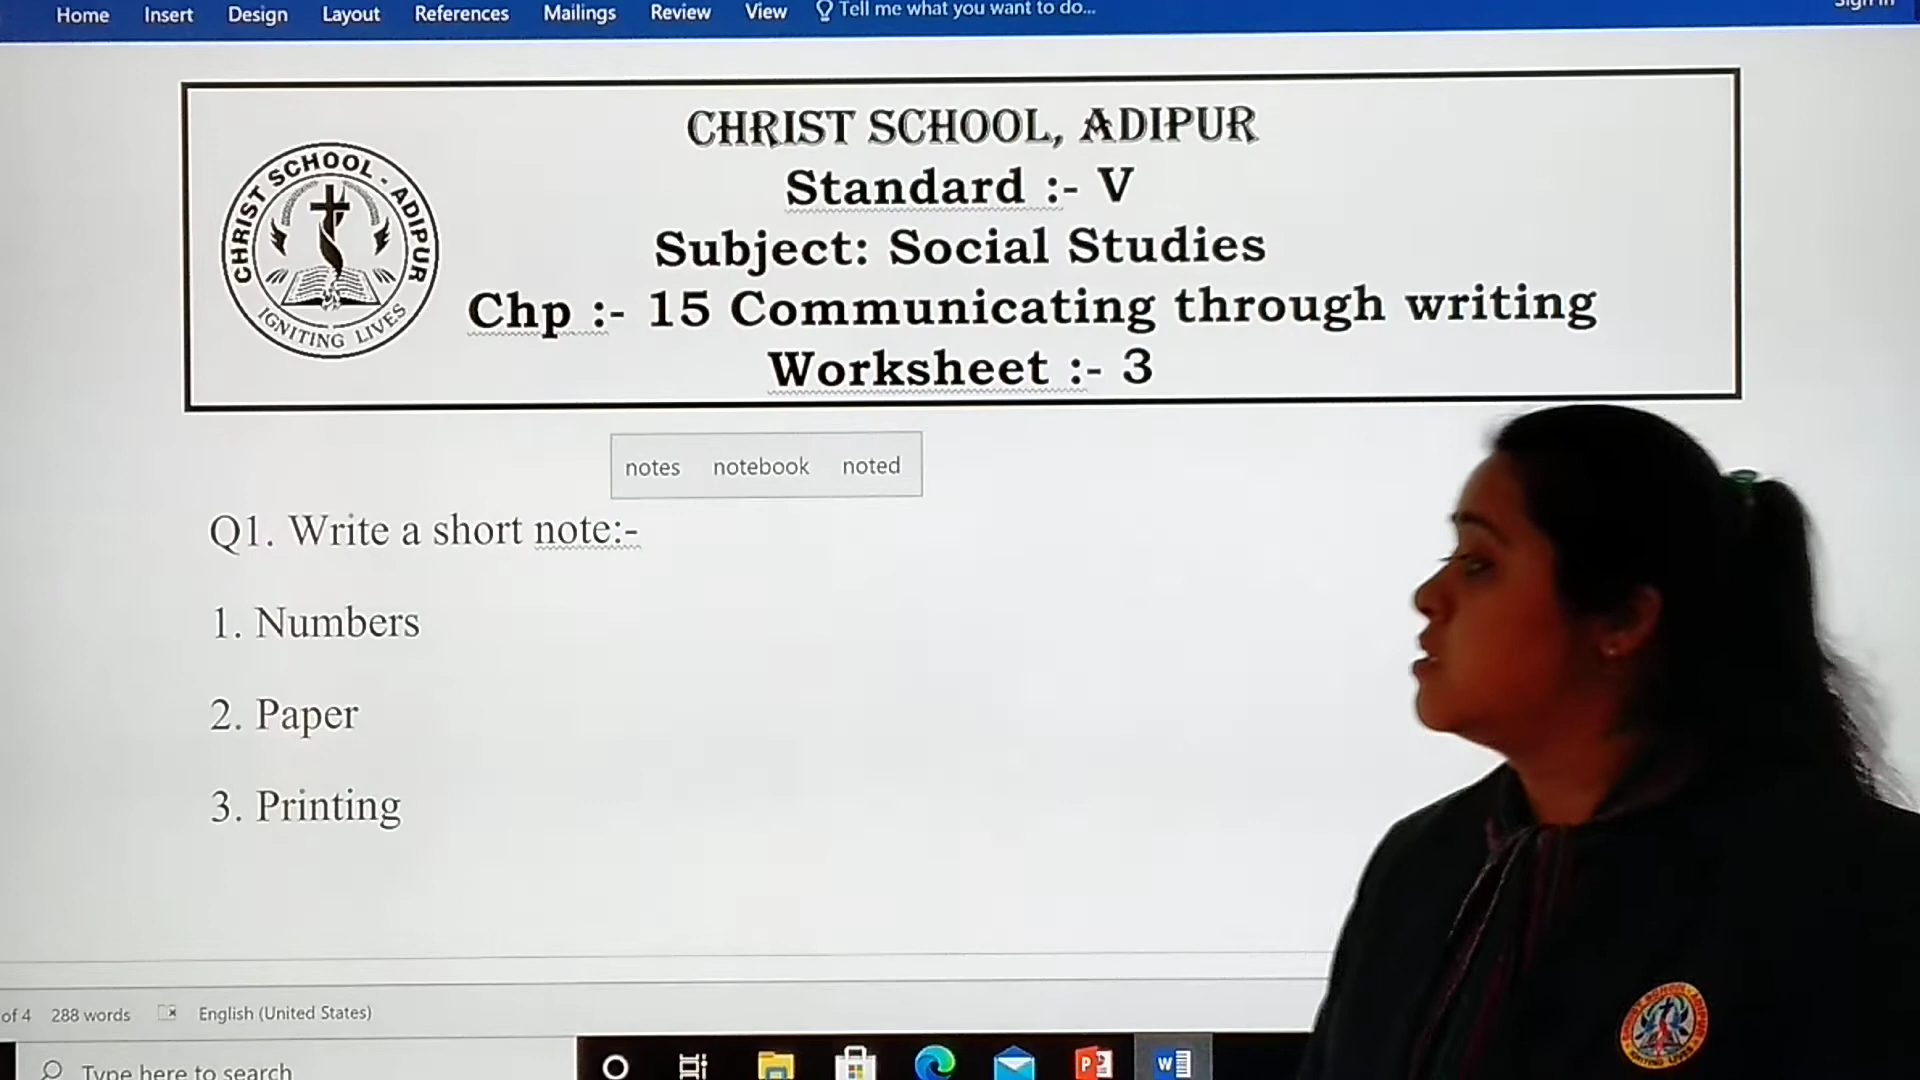 Home Insert Design Layout References Mailings Review View Tell me what you want to do...
CHRIST SCHOOL, ADIPUR
Standard :- V
Subject: Social Studies
Chp :- 15 Communicating through writing
Worksheet :- 3
CHRIST SCHOOL - ADIPUR
IGNITING LIVES
notes notebook noted
Q1. Write a short note:-
1. Numbers
2. Paper
3. Printing
of 4 288 words English (United States)
Type here to search